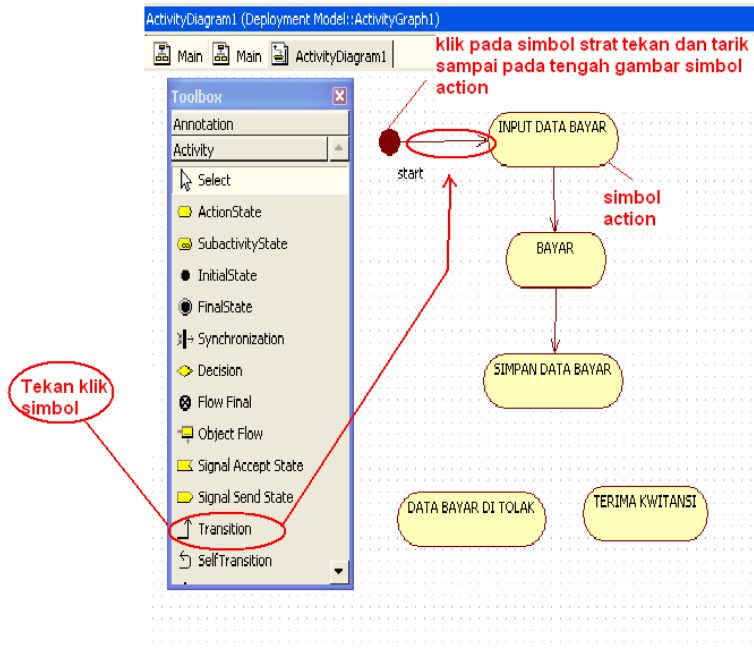 ActivityDiagram1 (Deployment Model::ActivityGraph1)
Main Main ActivityDiagram1
klik pada simbol strat tekan dan tarik
sampai pada tengah gambar simbol
action
Toolbox
Annotation
Activity
Select
ActionState
SubactivityState
InitialState
FinalState
Synchronization
Decision
Flow Final
Object Flow
Signal Accept State
Signal Send State
Transition
SelfTransition
Tekan klik
simbol
start
INPUT DATA BAYAR
simbol
action
BAYAR
SIMPAN DATA BAYAR
DATA BAYAR DI TOLAK
TERIMA KWITANSI